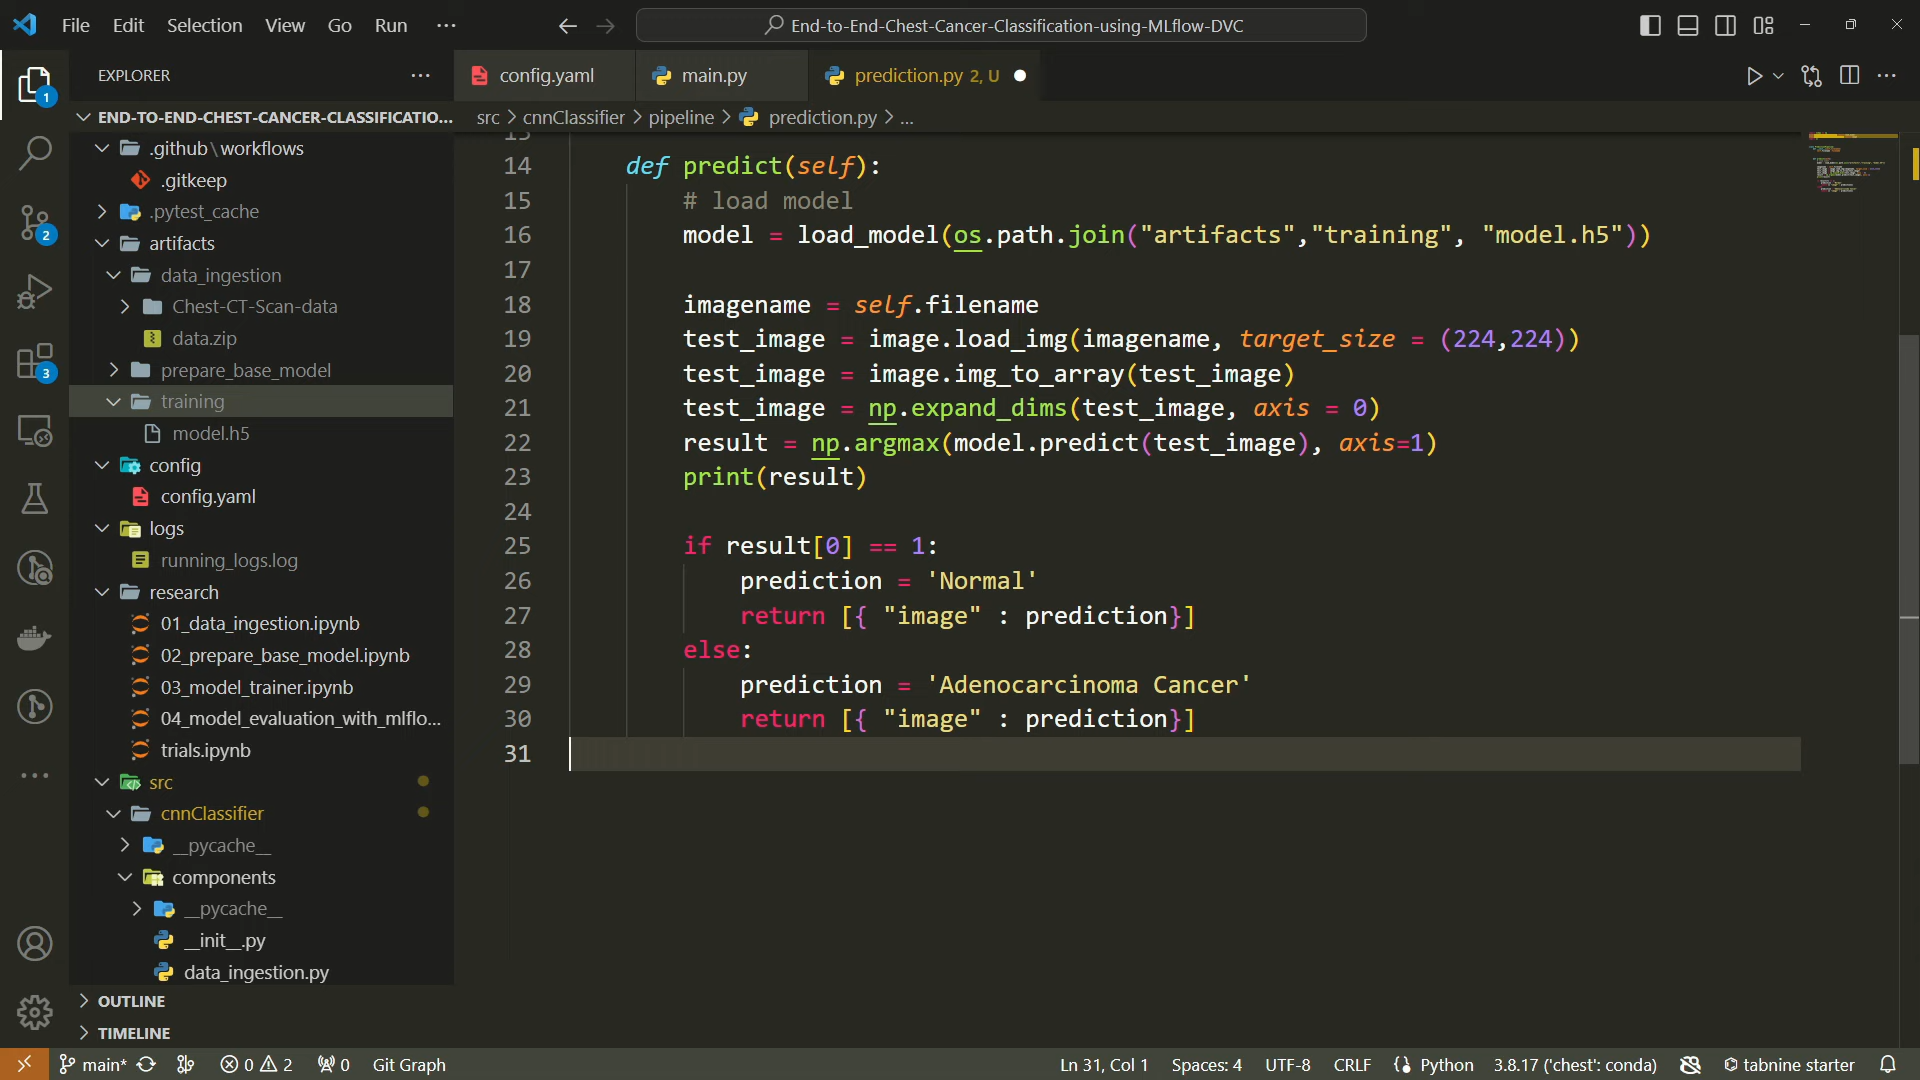 File Edit Selection View Go Run ···
End-to-End-Chest-Cancer-Classification-using-MLflow-DVC
EXPLORER
config.yaml
main.py
prediction.py 2, U
END-TO-END-CHEST-CANCER-CLASSIFICATIO...
src > cnnClassifier > pipeline > prediction.py > ...
.github\workflows
.gitkeep
.pytest_cache
artifacts
data_ingestion
Chest-CT-Scan-data
data.zip
prepare_base_model
training
model.h5
config
config.yaml
logs
running_logs.log
research
01_data_ingestion.ipynb
02_prepare_base_model.ipynb
03_model_trainer.ipynb
04_model_evaluation_with_mlflo...
trials.ipynb
src
cnnClassifier
__pycache__
components
__pycache__
__init__.py
data_ingestion.py
OUTLINE
TIMELINE
1
2
3
13
14 def predict(self):
15 # load model
16 model = load_model(os.path.join("artifacts","training", "model.h5"))
17
18 imagename = self.filename
19 test_image = image.load_img(imagename, target_size = (224,224))
20 test_image = image.img_to_array(test_image)
21 test_image = np.expand_dims(test_image, axis = 0)
22 result = np.argmax(model.predict(test_image), axis=1)
23 print(result)
24
25 if result[0] == 1:
26 prediction = 'Normal'
27 return [{ "image" : prediction}]
28 else:
29 prediction = 'Adenocarcinoma Cancer'
30 return [{ "image" : prediction}]
31
main* 0 2 0 Git Graph Ln 31, Col 1 Spaces: 4 UTF-8 CRLF Python 3.8.17 ('chest': conda) tabnine starter